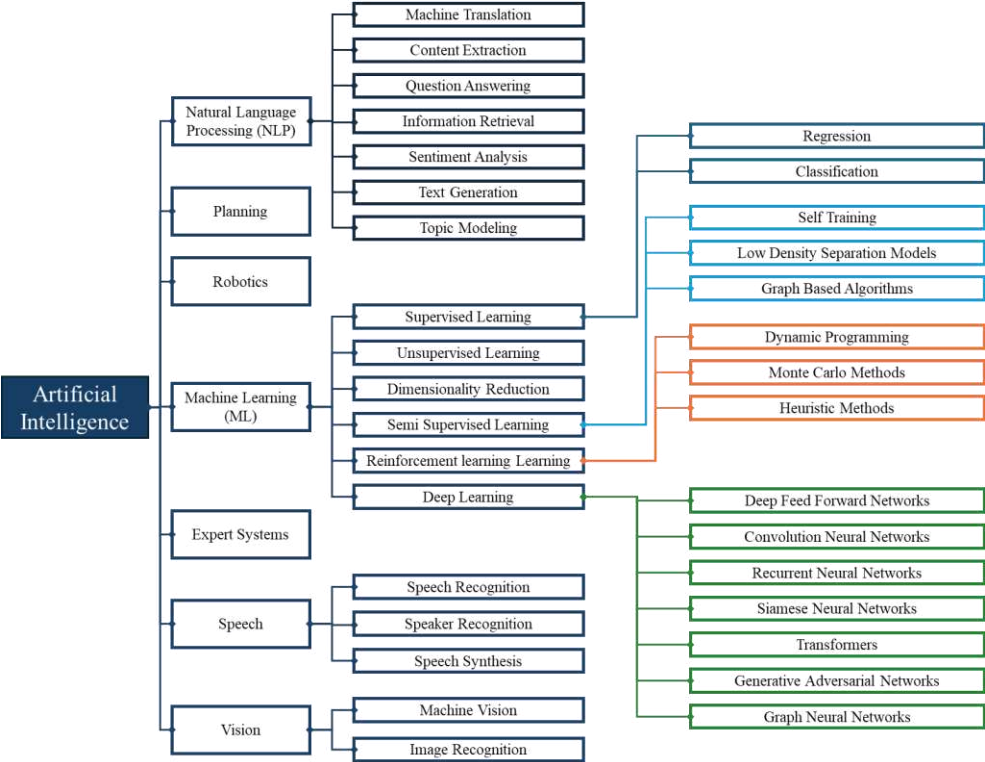 Artificial
Intelligence
Natural Language
Processing (NLP)
Machine Translation
Content Extraction
Question Answering
Information Retrieval
Sentiment Analysis
Text Generation
Topic Modeling
Planning
Robotics
Machine Learning
(ML)
Supervised Learning
Regression
Classification
Unsupervised Learning
Dimensionality Reduction
Semi Supervised Learning
Self Training
Low Density Separation Models
Graph Based Algorithms
Reinforcement learning Learning
Dynamic Programming
Monte Carlo Methods
Heuristic Methods
Deep Learning
Deep Feed Forward Networks
Convolution Neural Networks
Recurrent Neural Networks
Siamese Neural Networks
Transformers
Generative Adversarial Networks
Graph Neural Networks
Expert Systems
Speech
Speech Recognition
Speaker Recognition
Speech Synthesis
Vision
Machine Vision
Image Recognition